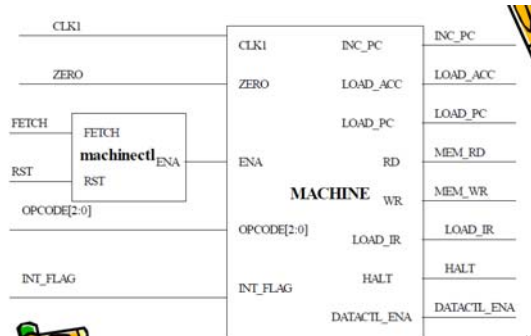 CLK1
CLK1 INC_PC INC_PC
ZERO
ZERO LOAD_ACC LOAD_ACC
LOAD_PC LOAD_PC
FETCH FETCH
machinectl ENA ENA RD MEM_RD
RST RST
MACHINE WR MEM_WR
OPCODE[2:0]
OPCODE[2:0] LOAD_IR LOAD_IR
INT_FLAG HALT HALT
INT_FLAG
DATACTL_ENA DATACTL_ENA